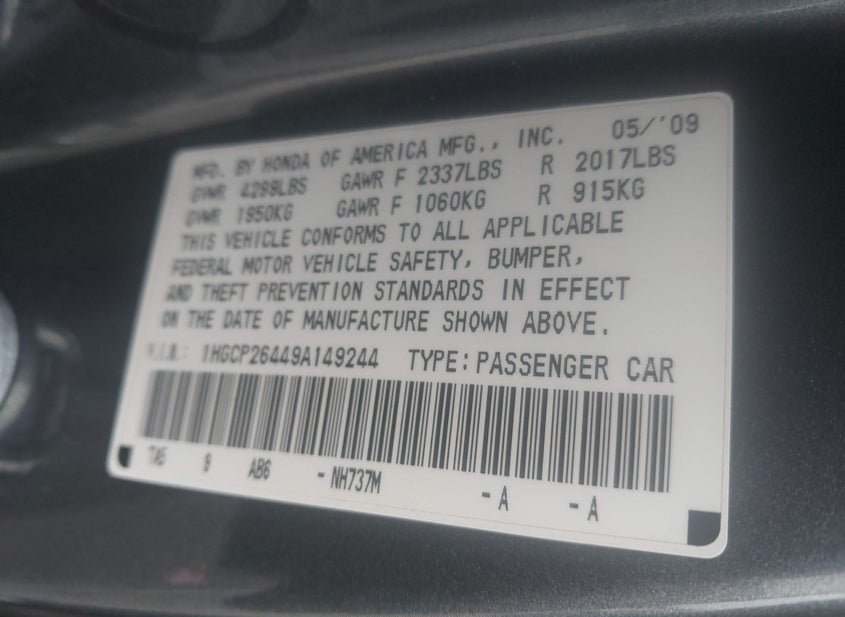 MFD. BY HONDA OF AMERICA MFG., INC. 05/'09
GVWR 4299LBS GAWR F 2337LBS R 2017LBS
GVWR 1950KG GAWR F 1060KG R 915KG
THIS VEHICLE CONFORMS TO ALL APPLICABLE
FEDERAL MOTOR VEHICLE SAFETY, BUMPER,
AND THEFT PREVENTION STANDARDS IN EFFECT
ON THE DATE OF MANUFACTURE SHOWN ABOVE.
V.I.N.: 1HGCP26449A149244 TYPE: PASSENGER CAR
TA5 9 AB6 - NH737M - A - A